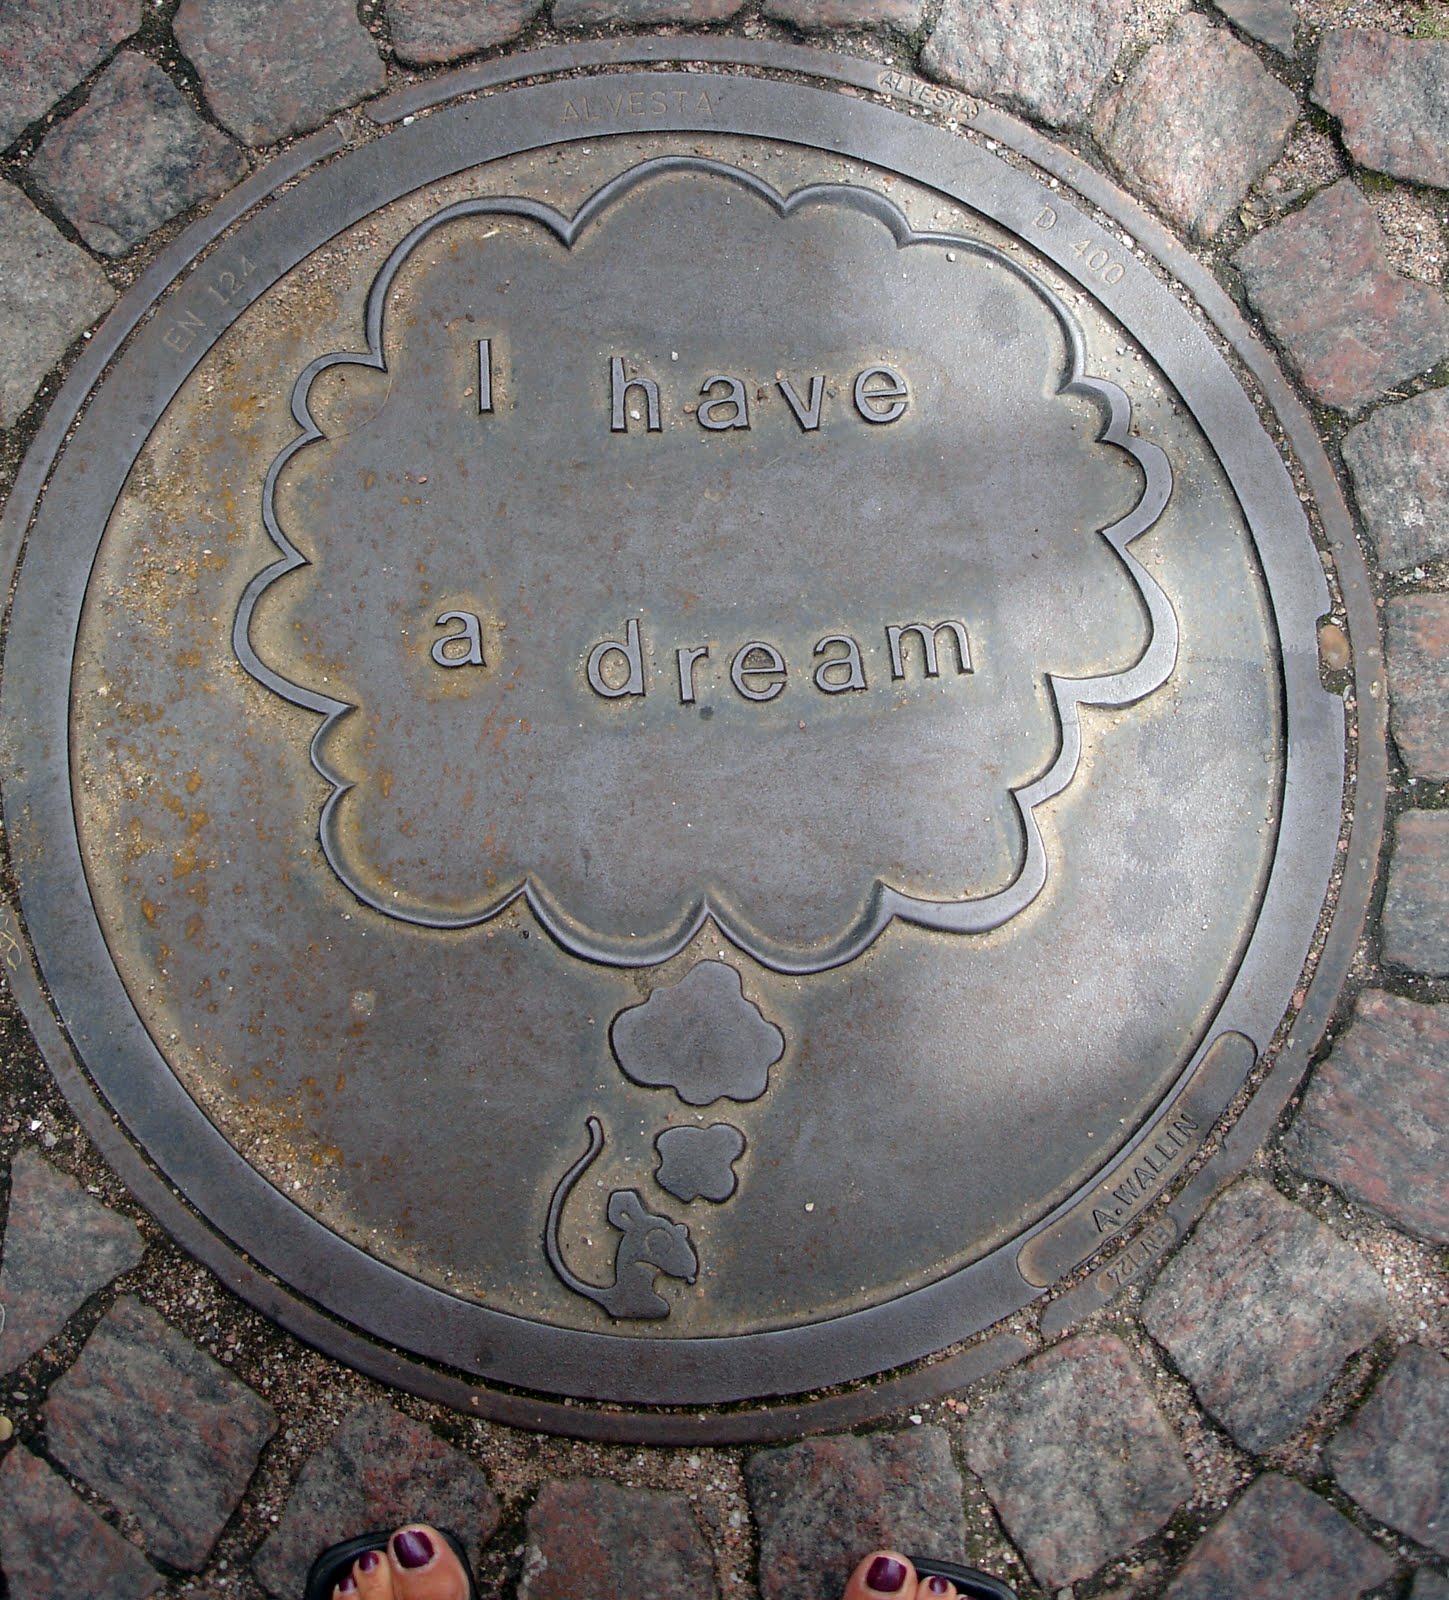 ALVESTA
ALVESTA
EN 124
D 400
I have
a dream
A. WALLIN
EN 124